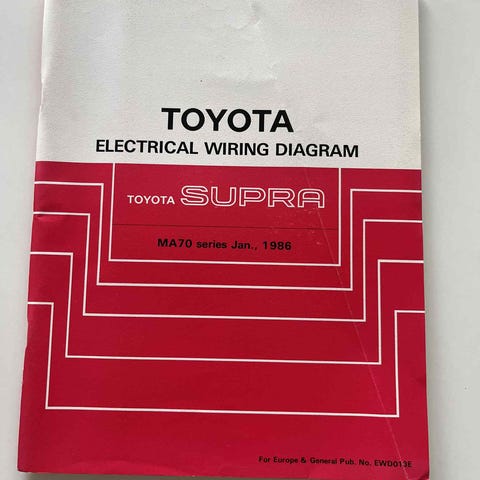 TOYOTA
ELECTRICAL WIRING DIAGRAM
TOYOTA SUPRA
MA70 series Jan., 1986
For Europe & General Pub. No. EWD013E